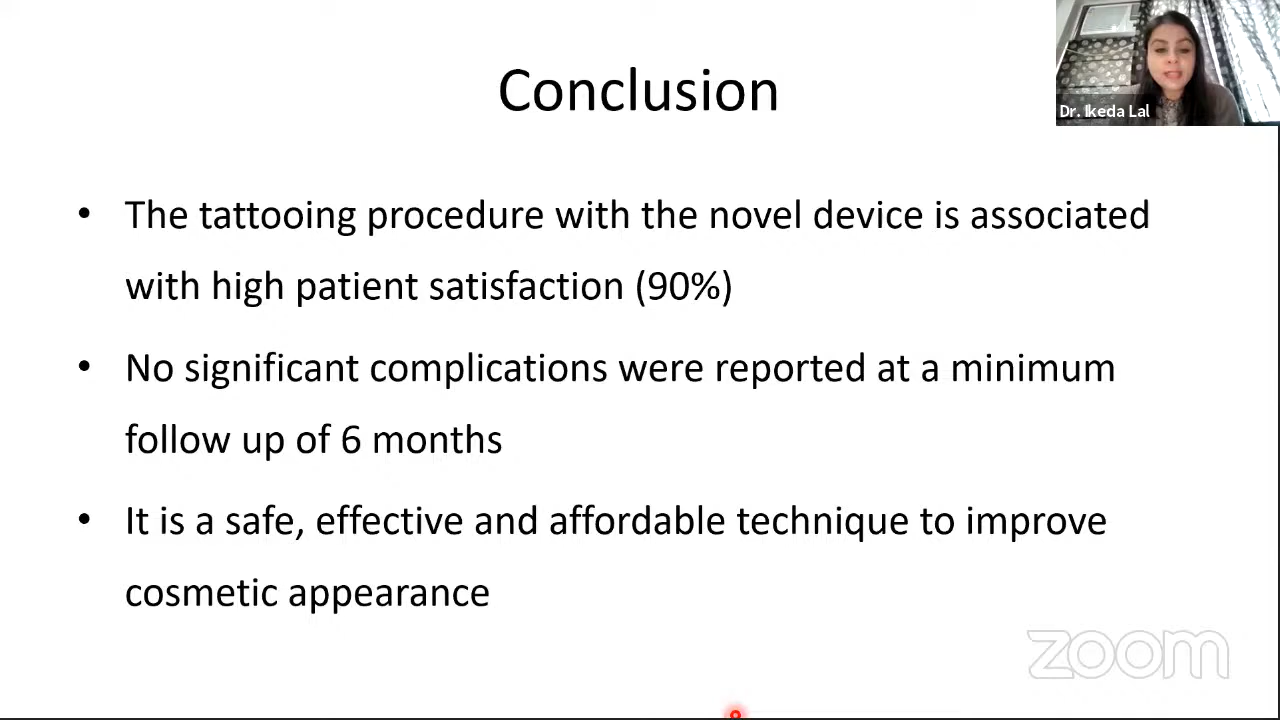 Conclusion
Dr. Ikeda Lal
• The tattooing procedure with the novel device is associated
with high patient satisfaction (90%)
• No significant complications were reported at a minimum
follow up of 6 months
• It is a safe, effective and affordable technique to improve
cosmetic appearance
zoom